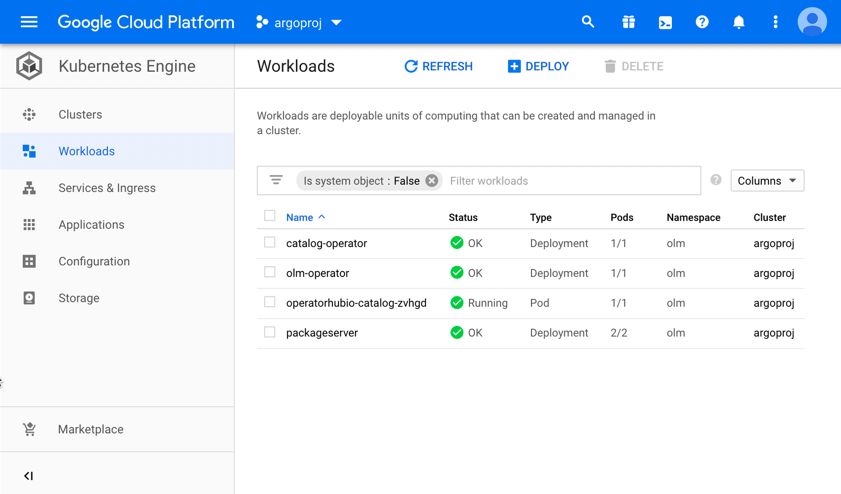 Google Cloud Platform
argoproj
Kubernetes Engine
Workloads
REFRESH
DEPLOY
DELETE
Clusters
Workloads
Services & Ingress
Applications
Configuration
Storage
Marketplace
Workloads are deployable units of computing that can be created and managed in
a cluster.
Is system object : False
Filter workloads
Columns
Name Status Type Pods Namespace Cluster
catalog-operator OK Deployment 1/1 olm argoproj
olm-operator OK Deployment 1/1 olm argoproj
operatorhubio-catalog-zvhgd Running Pod 1/1 olm argoproj
packageserver OK Deployment 2/2 olm argoproj